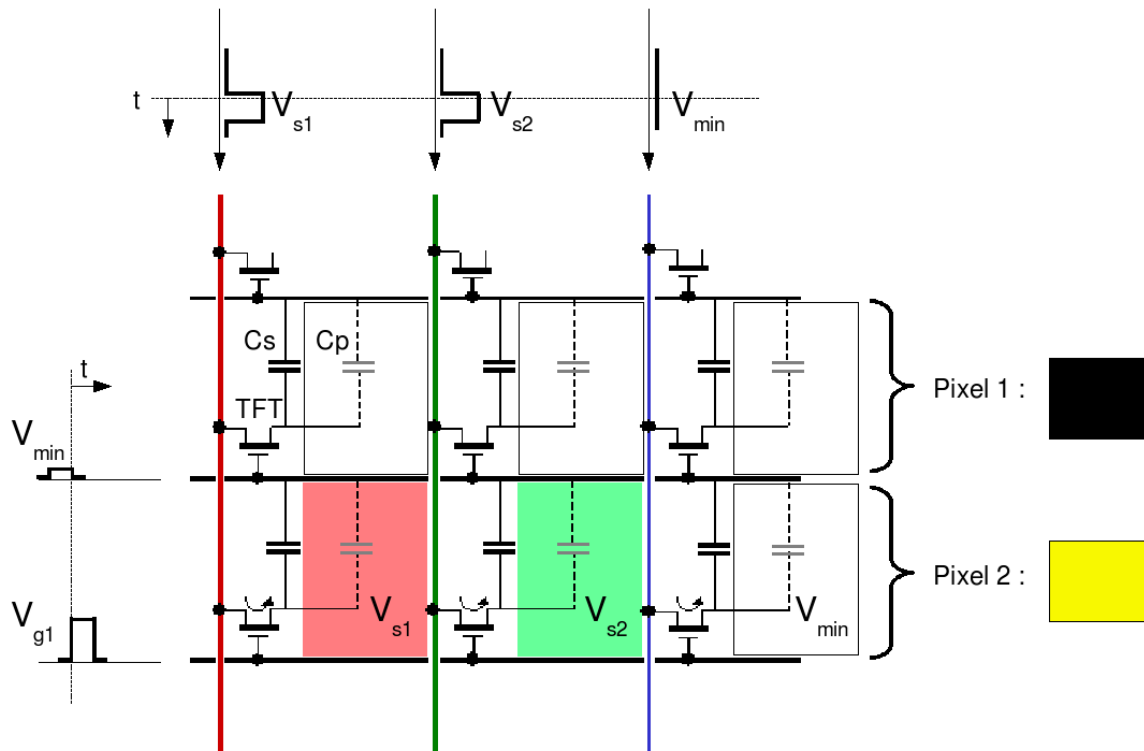 t
Vs1
Vs2
Vmin
Cs
Cp
t
TFT
Pixel 1 :
Vmin
Pixel 2 :
Vg1
Vs1
Vs2
Vmin